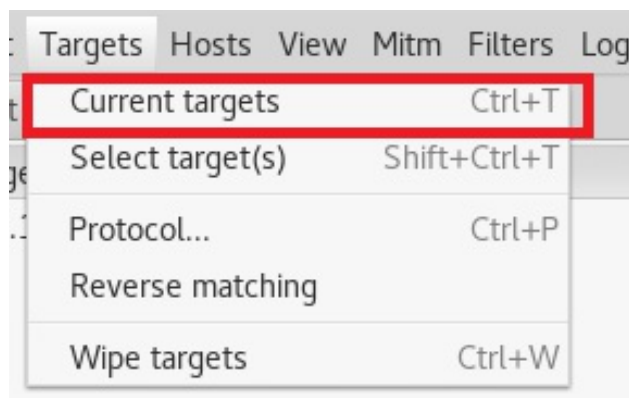 Targets Hosts View Mitm Filters Log
Current targets Ctrl+T
Select target(s) Shift+Ctrl+T
Protocol... Ctrl+P
Reverse matching
Wipe targets Ctrl+W